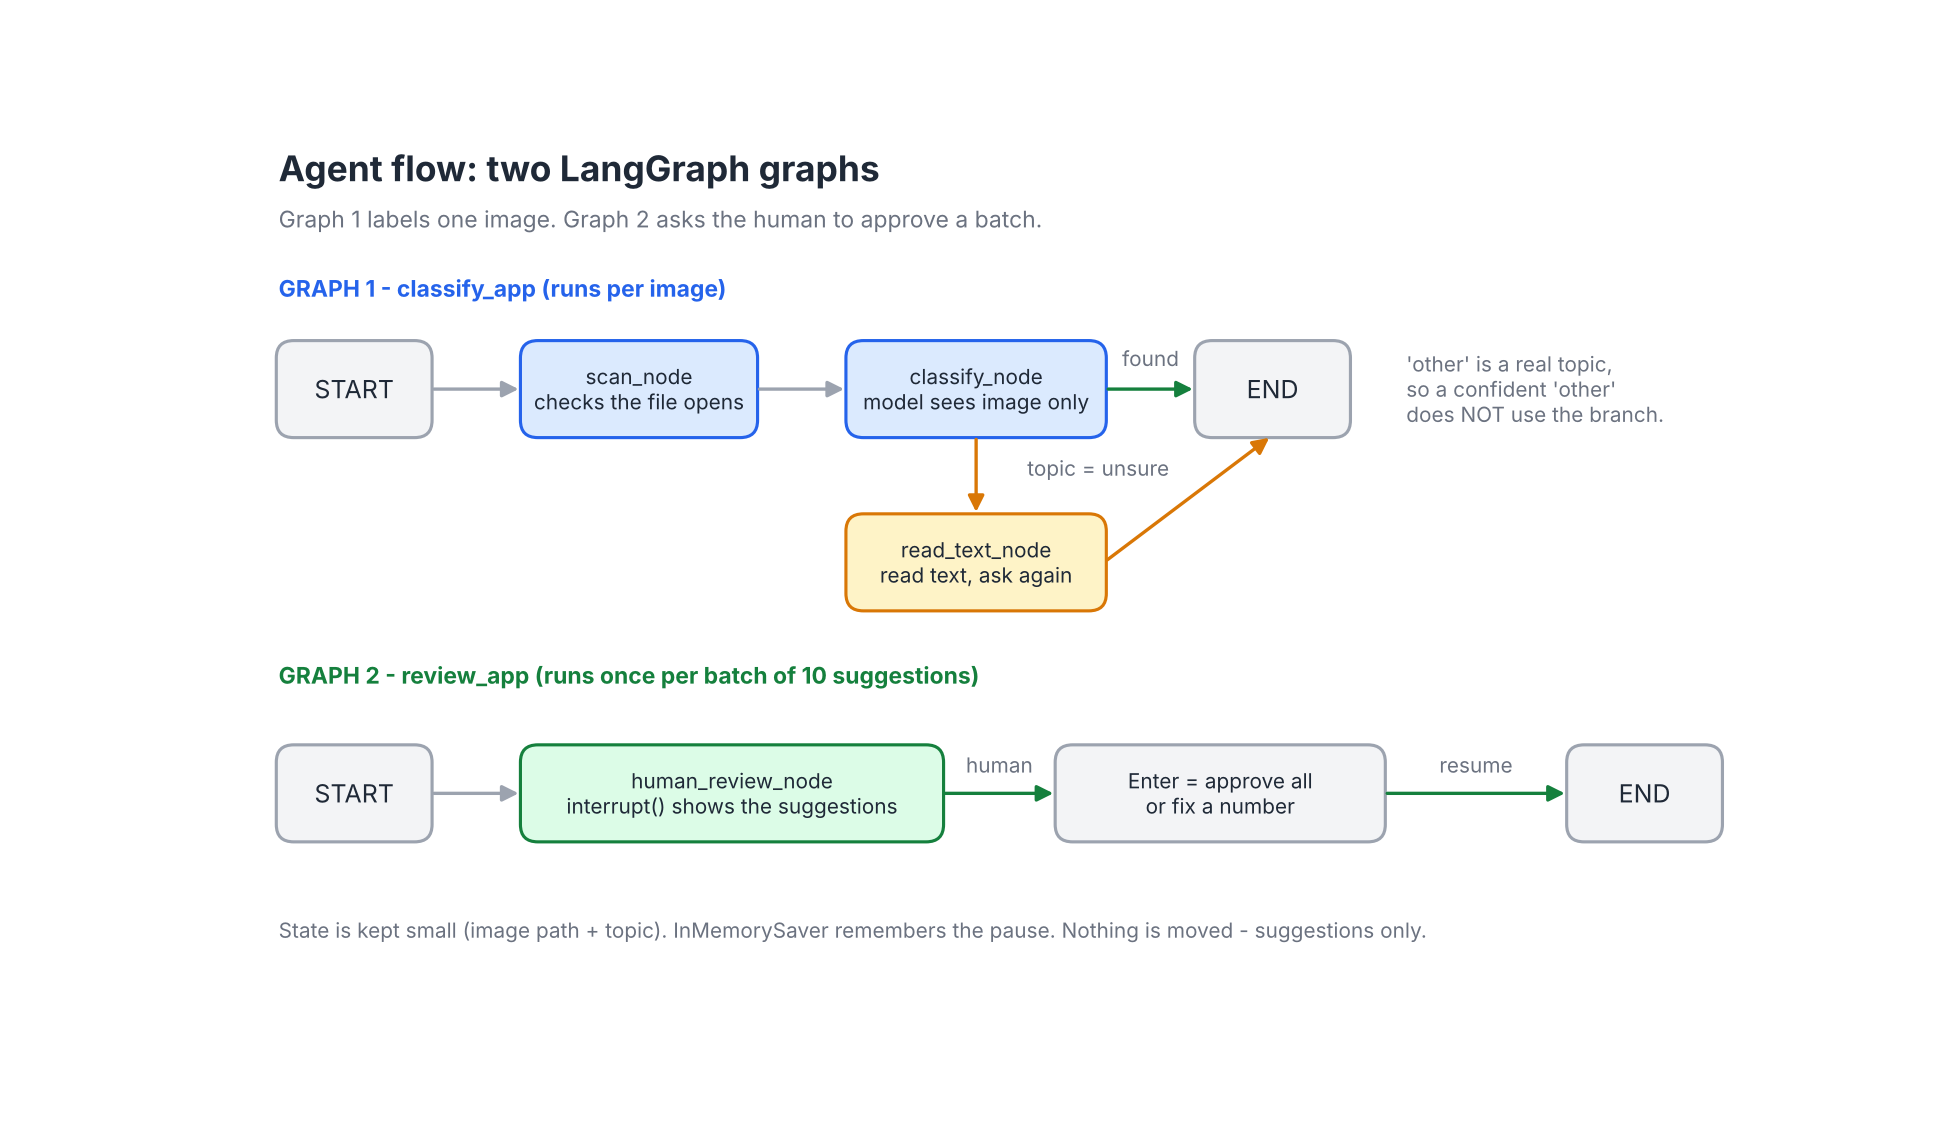 Agent flow: two LangGraph graphs
Graph 1 labels one image. Graph 2 asks the human to approve a batch.
GRAPH 1 - classify_app (runs per image)
START
scan_node
checks the file opens
classify_node
model sees image only
found
END
'other' is a real topic,
so a confident 'other'
does NOT use the branch.
topic = unsure
read_text_node
read text, ask again
GRAPH 2 - review_app (runs once per batch of 10 suggestions)
START
human_review_node
interrupt() shows the suggestions
human
Enter = approve all
or fix a number
resume
END
State is kept small (image path + topic). InMemorySaver remembers the pause. Nothing is moved - suggestions only.